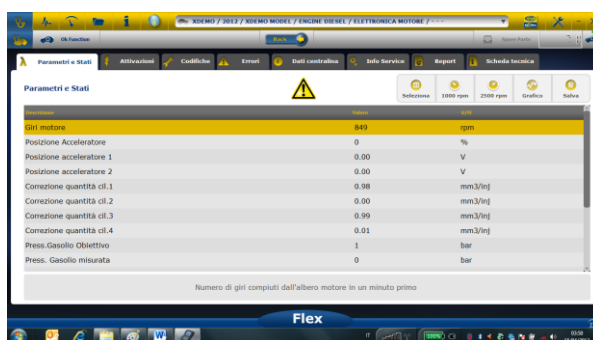 XDEMO / 2012 / XDEMO MODEL / ENGINE DIESEL / ELETTRONICA MOTORE / ---
Ok Function
Back
Spare Parts
Parametri e Stati
Attivazioni
Codifiche
Errori
Dati centralina
Info Service
Report
Scheda tecnica
Parametri e Stati
Seleziona
1000 rpm
2500 rpm
Grafico
Salva
Descrizione Valore U/M
Giri motore 849 rpm
Posizione Acceleratore 0 %
Posizione acceleratore 1 0.00 V
Posizione acceleratore 2 0.00 V
Correzione quantità cil.1 0.98 mm3/inj
Correzione quantità cil.2 0.00 mm3/inj
Correzione quantità cil.3 0.99 mm3/inj
Correzione quantità cil.4 0.01 mm3/inj
Press.Gasolio Obiettivo 1 bar
Press. Gasolio misurata 0 bar
Numero di giri compiuti dall'albero motore in un minuto primo
Flex
IT
100%
03:58